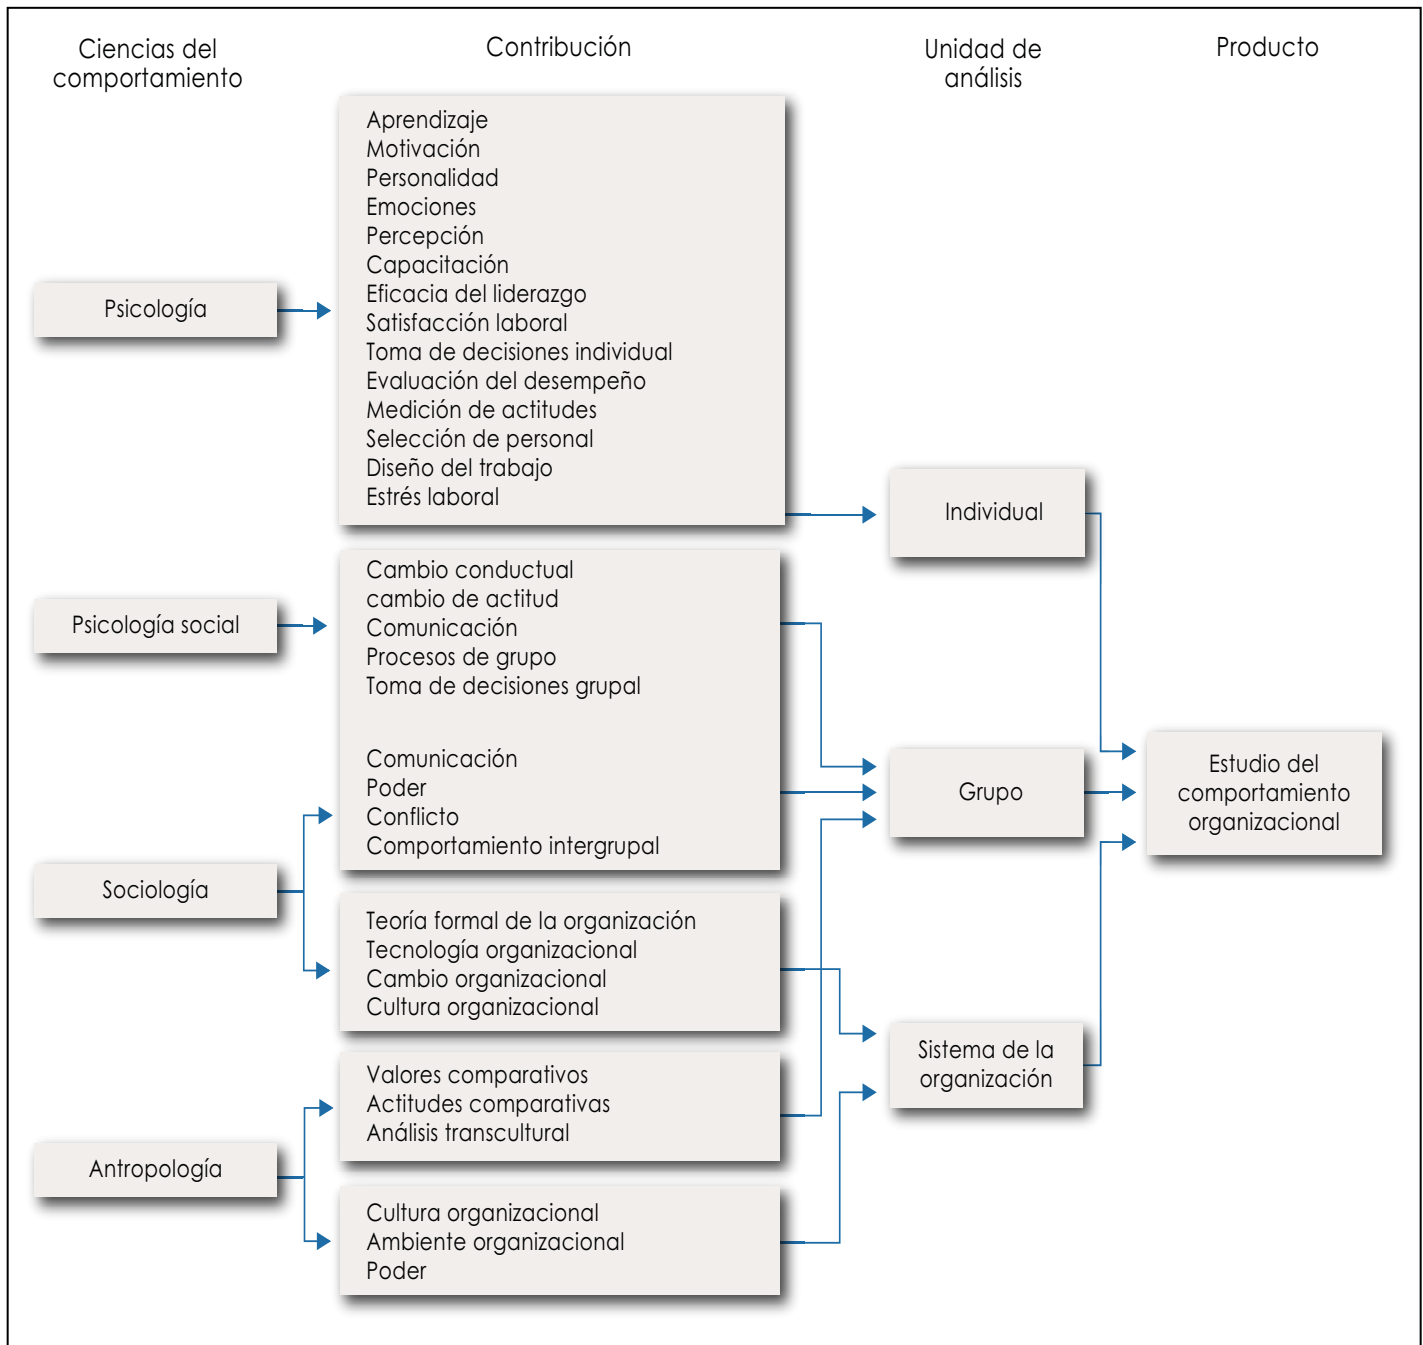 Ciencias del
comportamiento
Contribución
Unidad de
análisis
Producto
Psicología
Aprendizaje
Motivación
Personalidad
Emociones
Percepción
Capacitación
Eficacia del liderazgo
Satisfacción laboral
Toma de decisiones individual
Evaluación del desempeño
Medición de actitudes
Selección de personal
Diseño del trabajo
Estrés laboral
Individual
Psicología social
Cambio conductual
cambio de actitud
Comunicación
Procesos de grupo
Toma de decisiones grupal
Comunicación
Poder
Conflicto
Comportamiento intergrupal
Grupo
Estudio del
comportamiento
organizacional
Sociología
Teoría formal de la organización
Tecnología organizacional
Cambio organizacional
Cultura organizacional
Sistema de la
organización
Antropología
Valores comparativos
Actitudes comparativas
Análisis transcultural
Cultura organizacional
Ambiente organizacional
Poder